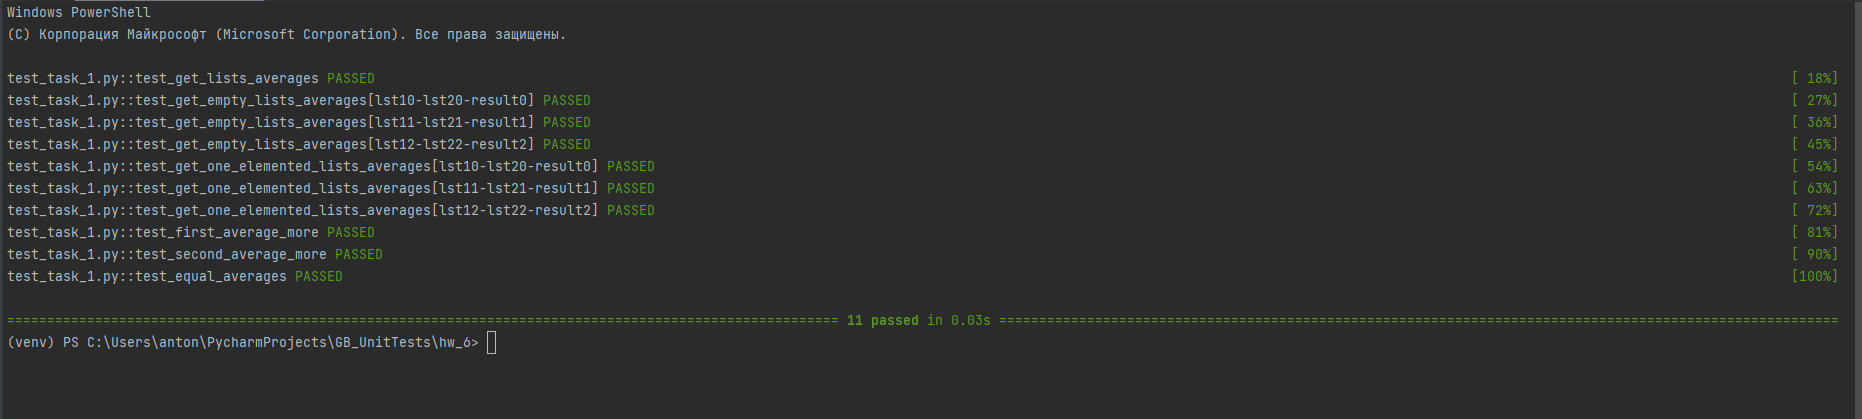 Windows PowerShell
(C) Корпорация Майкрософт (Microsoft Corporation). Все права защищены.
test_task_1.py::test_get_lists_averages PASSED [ 18%]
test_task_1.py::test_get_empty_lists_averages[lst10-lst20-result0] PASSED [ 27%]
test_task_1.py::test_get_empty_lists_averages[lst11-lst21-result1] PASSED [ 36%]
test_task_1.py::test_get_empty_lists_averages[lst12-lst22-result2] PASSED [ 45%]
test_task_1.py::test_get_one_elemented_lists_averages[lst10-lst20-result0] PASSED [ 54%]
test_task_1.py::test_get_one_elemented_lists_averages[lst11-lst21-result1] PASSED [ 63%]
test_task_1.py::test_get_one_elemented_lists_averages[lst12-lst22-result2] PASSED [ 72%]
test_task_1.py::test_first_average_more PASSED [ 81%]
test_task_1.py::test_second_average_more PASSED [ 90%]
test_task_1.py::test_equal_averages PASSED [100%]
======================================================================================================== 11 passed in 0.03s =========================================================================================================
(venv) PS C:\Users\anton\PycharmProjects\GB_UnitTests\hw_6>